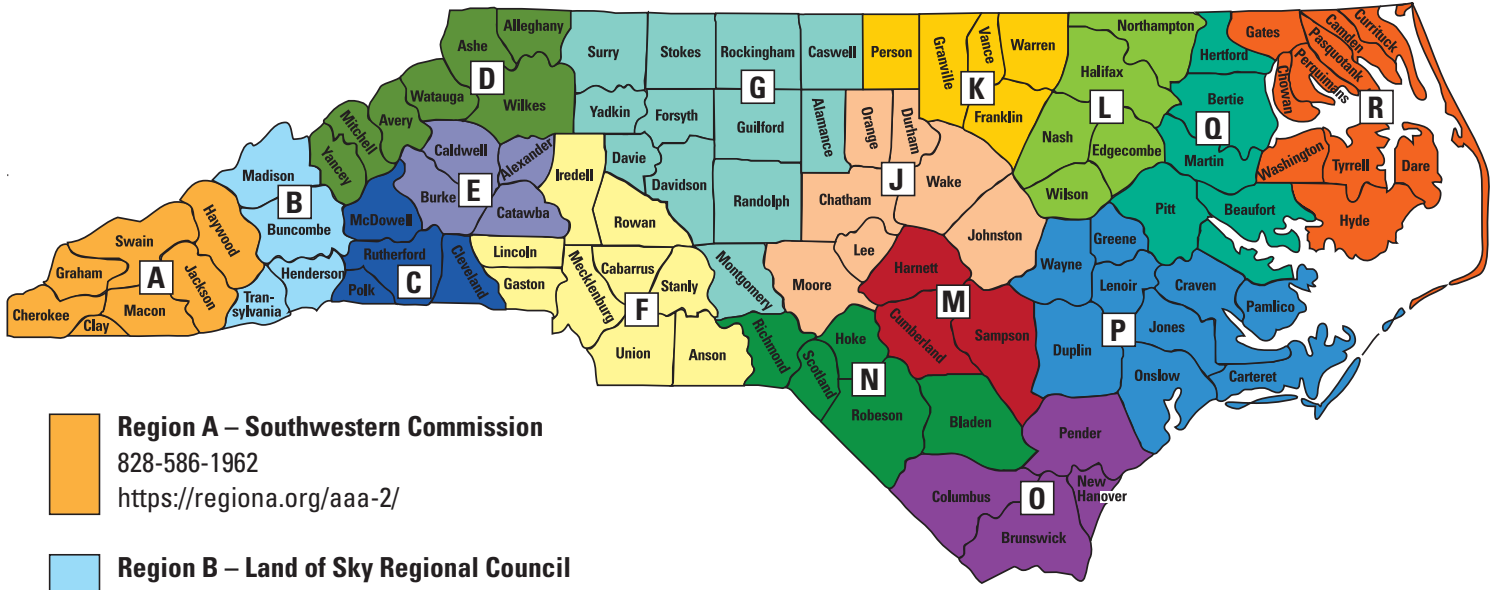 Alleghany
Northampton
Ashe
Surry
Stokes
Rockingham
Caswell
Person
Granville
Vance
Warren
Gates
Camden
Currituck
Pasquotank
Perquimans
Chowan
Hertford
D
G
K
Halifax
L
Watauga
Wilkes
Yadkin
Forsyth
Guilford
Alamance
Orange
Durham
Franklin
Bertie
Q
R
Mitchell
Avery
Yancey
Caldwell
Alexander
Davie
Iredell
Davidson
Randolph
Nash
Edgecombe
Martin
Washington
Tyrrell
Dare
Madison
B
Burke
E
Catawba
Rowan
Chatham
J
Wake
Wilson
Pitt
Beaufort
Hyde
Buncombe
McDowell
Haywood
Swain
Rutherford
Lincoln
Lee
Johnston
Greene
Wayne
Graham
A
Jackson
Henderson
Tran-
sylvania
Polk
C
Cleveland
Gaston
Mecklenburg
Cabarrus
Stanly
F
Montgomery
Moore
Harnett
M
Lenoir
Craven
Pamlico
Cherokee
Clay
Macon
Union
Anson
Richmond
Scotland
Hoke
N
Cumberland
Sampson
Duplin
P
Jones
Onslow
Carteret
Robeson
Bladen
Pender
Columbus
O
New
Hanover
Brunswick
Region A – Southwestern Commission
828-586-1962
https://regiona.org/aaa-2/
Region B – Land of Sky Regional Council